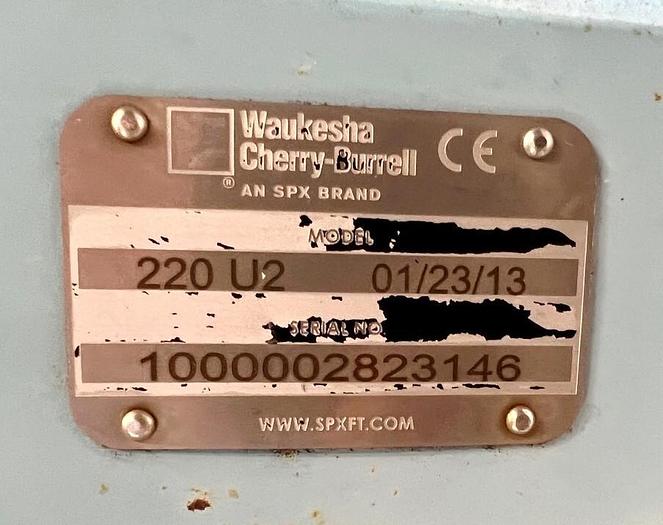 Waukesha
Cherry-Burrell
CE
® AN SPX BRAND
MODEL
220 U2 01/23/13
SERIAL NO
1000002823146
WWW.SPXFT.COM